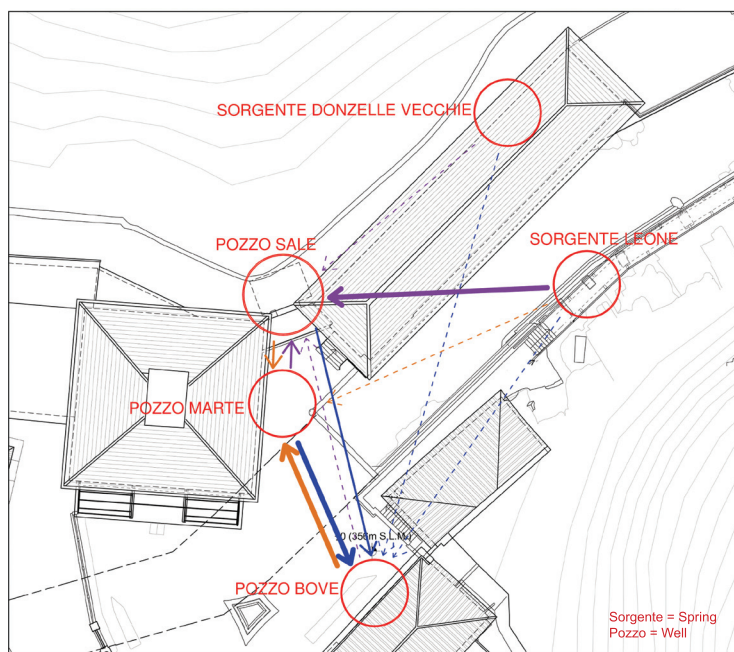 SORGENTE DONZELLE VECCHIE
POZZO SALE
SORGENTE LEONE
POZZO MARTE
(356m S.L.M.)
POZZO BOVE
Sorgente = Spring
Pozzo = Well